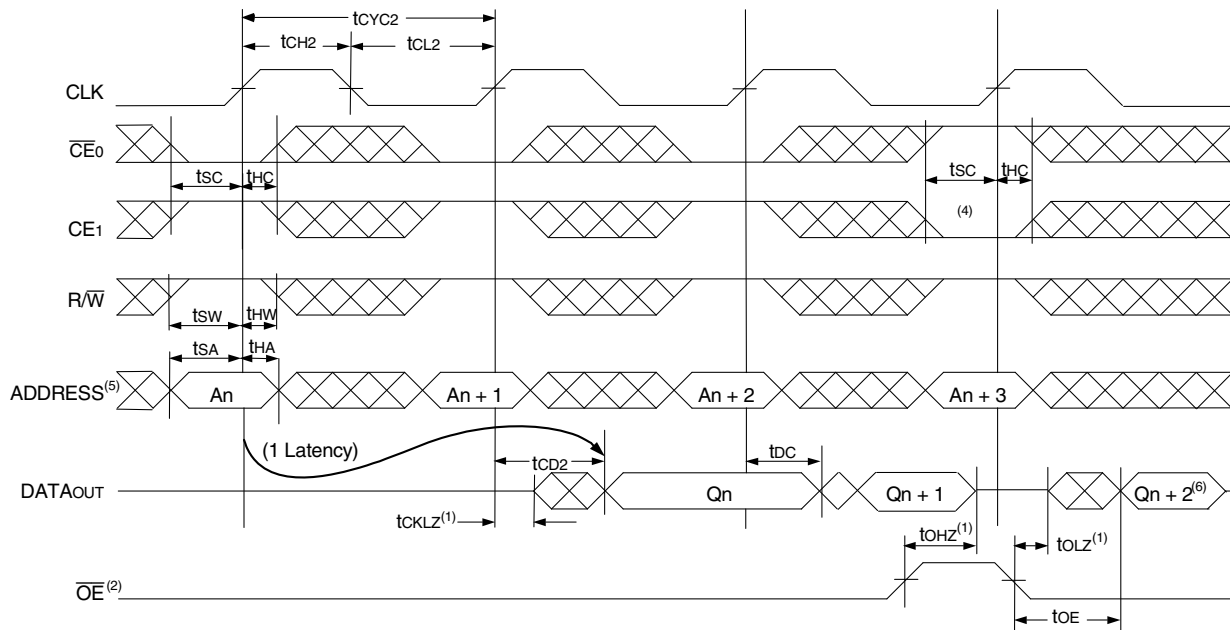 tCYC2
tCH2
tCL2
CLK
CE0
tSC
tHC
tSC
tHC
CE1
(4)
R/W
tSW
tHW
tSA
tHA
ADDRESS(5)
An
An + 1
An + 2
An + 3
(1 Latency)
tCD2
tDC
DATAOUT
Qn
Qn + 1
Qn + 2(6)
tCKLZ(1)
tOHZ(1)
tOLZ(1)
OE(2)
tOE